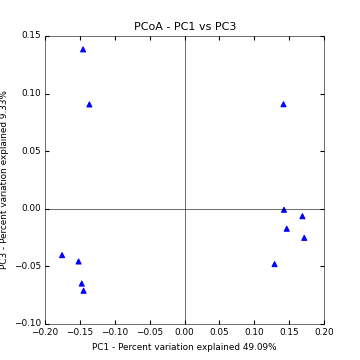 PCoA - PC1 vs PC3
0.15
0.10
0.05
0.00
−0.05
−0.10
PC3 - Percent variation explained 9.33%
−0.20 −0.15 −0.10 −0.05 0.00 0.05 0.10 0.15 0.20
PC1 - Percent variation explained 49.09%